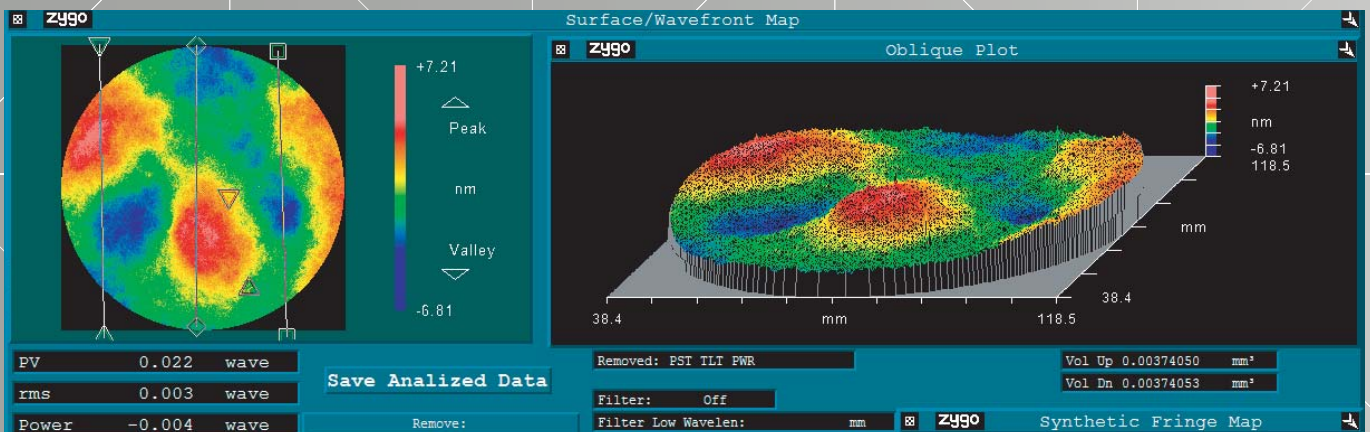 zygo
Surface/Wavefront Map
+7.21
Peak
nm
Valley
-6.81
zygo
Oblique Plot
+7.21
nm
-6.81
118.5
mm
38.4
38.4
mm
118.5
PV 0.022 wave
rms 0.003 wave
Power -0.004 wave
Save Analized Data
Remove:
Removed: PST TLT PWR
Filter: Off
Filter Low Wavelen: mm
Vol Up 0.00374050 mm³
Vol Dn 0.00374053 mm³
zygo
Synthetic Fringe Map